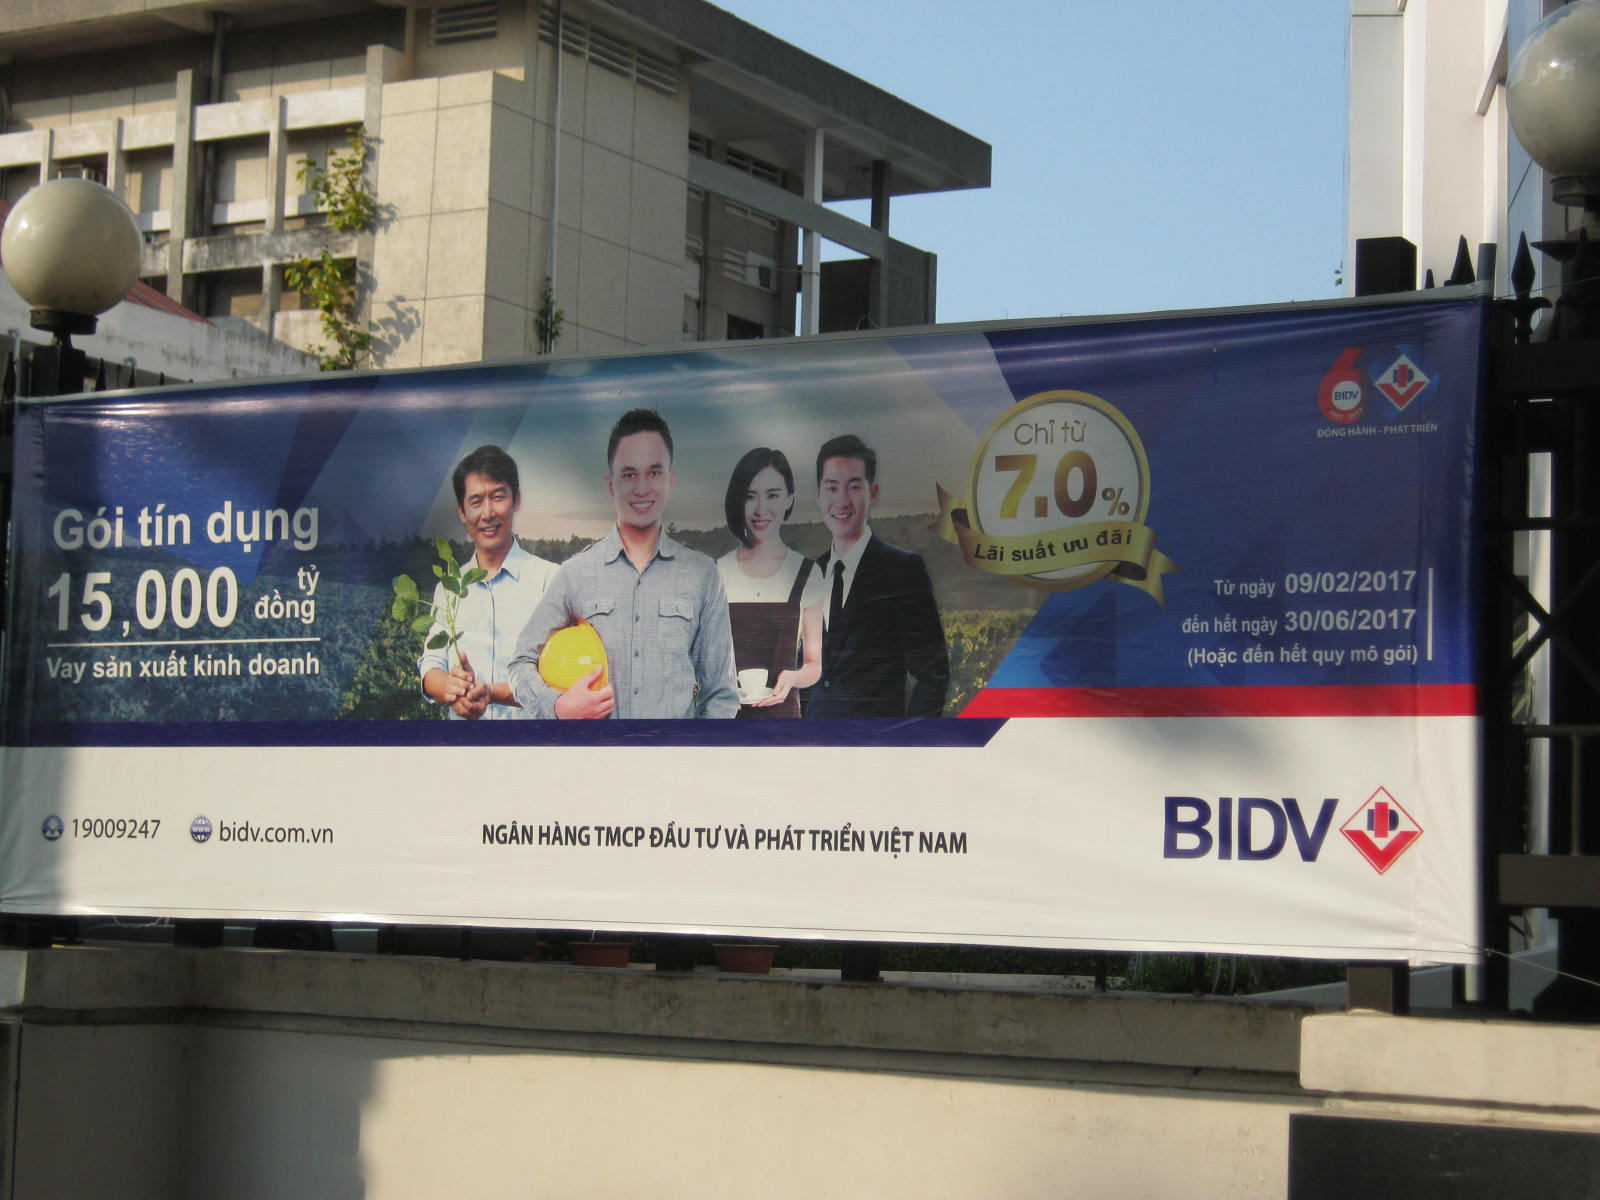 Gói tín dụng
15,000 tỷ đồng
Vay sản xuất kinh doanh
Chỉ từ
7.0%
Lãi suất ưu đãi
BIDV
1957-2017
ĐỒNG HÀNH - PHÁT TRIỂN
Từ ngày 09/02/2017
đến hết ngày 30/06/2017
(Hoặc đến hết quy mô gói)
19009247
bidv.com.vn
NGÂN HÀNG TMCP ĐẦU TƯ VÀ PHÁT TRIỂN VIỆT NAM
BIDV